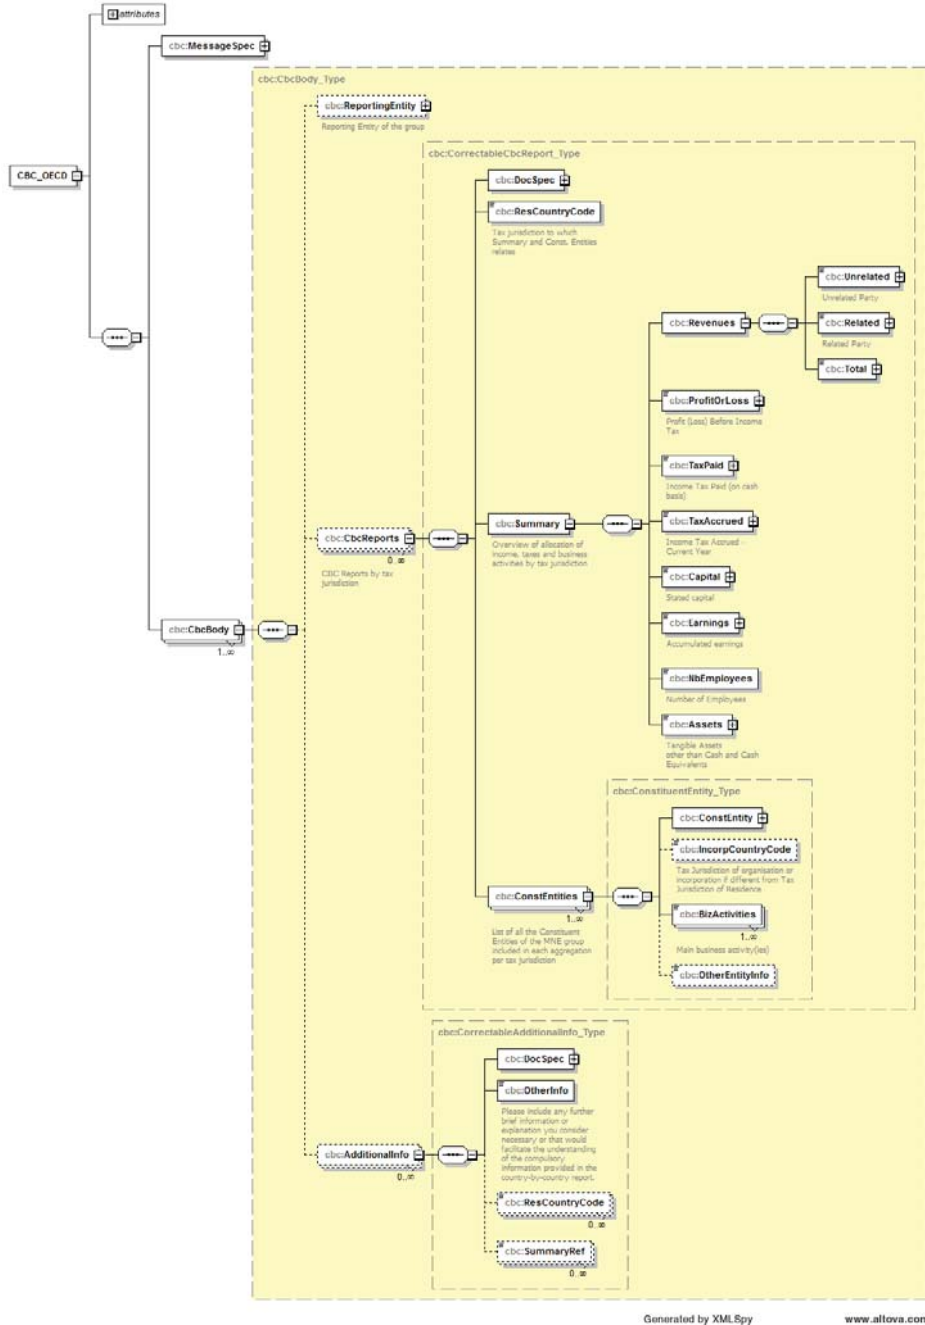 attributes
cbc:MessageSpec
cbc:CbcBody_Type
cbc:ReportingEntity
Reporting Entity of the group
cbc:CorrectableCbcReport_Type
CBC_OECD
cbc:DocSpec
cbc:ResCountryCode
Tax jurisdiction to which
Summary and Const. Entities
relates
cbc:Unrelated
Unrelated Party
cbc:Revenues
cbc:Related
Related Party
cbc:Total
cbc:ProfitOrLoss
Profit (Loss) Before Income
Tax
cbc:TaxPaid
Income Tax Paid (on cash
basis)
cbc:Summary
Overview of allocation of
income, taxes and business
activities by tax jurisdiction
cbc:TaxAccrued
Income Tax Accrued -
Current Year
cbc:CbcReports
0..∞
CBC Reports by tax
jurisdiction
cbc:Capital
Stated capital
cbc:Earnings
Accumulated earnings
cbc:CbcBody
1..∞
cbc:NbEmployees
Number of Employees
cbc:Assets
Tangible Assets
other than Cash and Cash
Equivalents
cbc:ConstituentEntity_Type
cbc:ConstEntity
cbc:IncorpCountryCode
Tax Jurisdiction of organisation or
incorporation if different from Tax
Jurisdiction of Residence
cbc:ConstEntities
1..∞
List of all the Constituent
Entities of the MNE group
included in each aggregation
per tax jurisdiction
cbc:BizActivities
1..∞
Main business activity(ies)
cbc:OtherEntityInfo
cbc:CorrectableAdditionalInfo_Type
cbc:DocSpec
cbc:OtherInfo
Please include any further
brief information or
explanation you consider
necessary or that would
facilitate the understanding
of the compulsory
information provided in the
country-by-country report.
cbc:AdditionalInfo
0..∞
cbc:ResCountryCode
0..∞
cbc:SummaryRef
0..∞
Generated by XMLSpy
www.altova.com